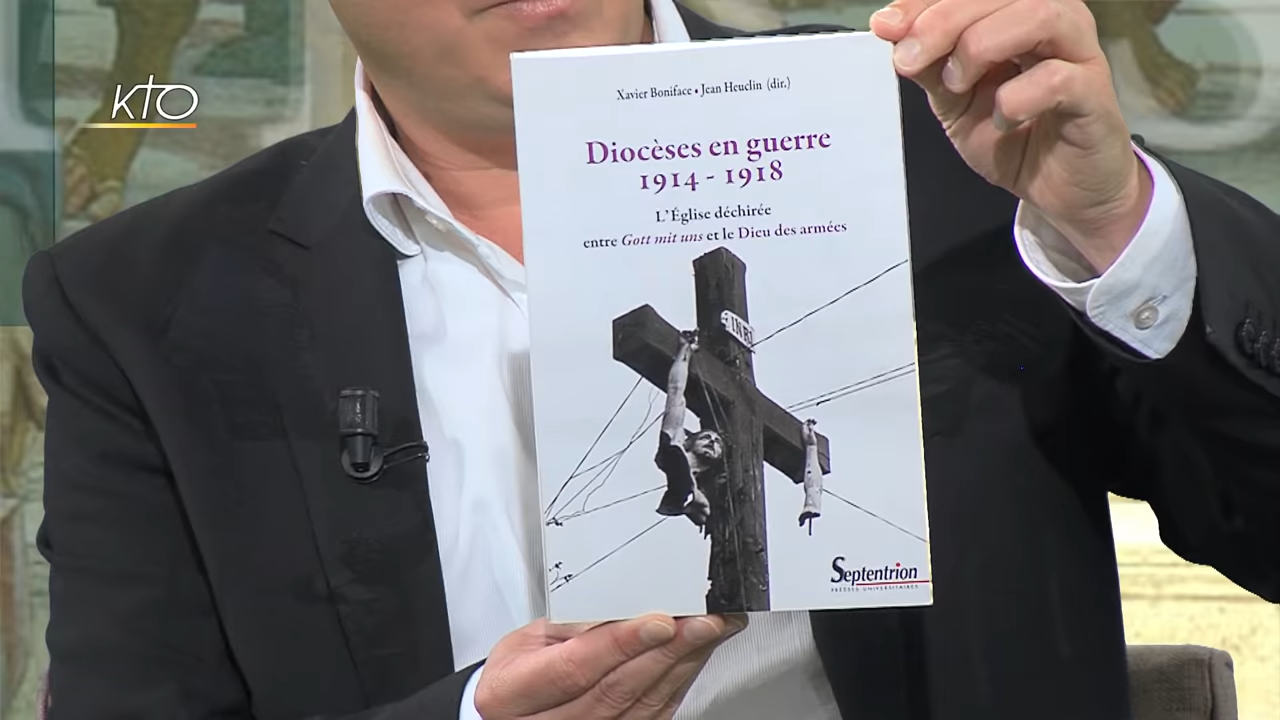 kTO
Xavier Boniface • Jean Heuclin (dir.)
Diocèses en guerre
1914 - 1918
L'Église déchirée
entre Gott mit uns et le Dieu des armées
INRI
Septentrion
PRESSES UNIVERSITAIRES